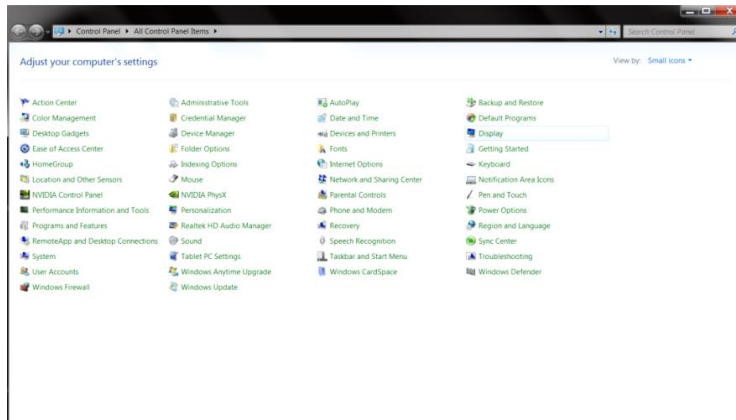 Control Panel All Control Panel Items
Search Control Panel
Adjust your computer's settings
View by: Small icons
Action Center Administrative Tools AutoPlay Backup and Restore
Color Management Credential Manager Date and Time Default Programs
Desktop Gadgets Device Manager Devices and Printers Display
Ease of Access Center Folder Options Fonts Getting Started
HomeGroup Indexing Options Internet Options Keyboard
Location and Other Sensors Mouse Network and Sharing Center Notification Area Icons
NVIDIA Control Panel NVIDIA PhysX Parental Controls Pen and Touch
Performance Information and Tools Personalization Phone and Modem Power Options
Programs and Features Realtek HD Audio Manager Recovery Region and Language
RemoteApp and Desktop Connections Sound Speech Recognition Sync Center
System Tablet PC Settings Taskbar and Start Menu Troubleshooting
User Accounts Windows Anytime Upgrade Windows CardSpace Windows Defender
Windows Firewall Windows Update